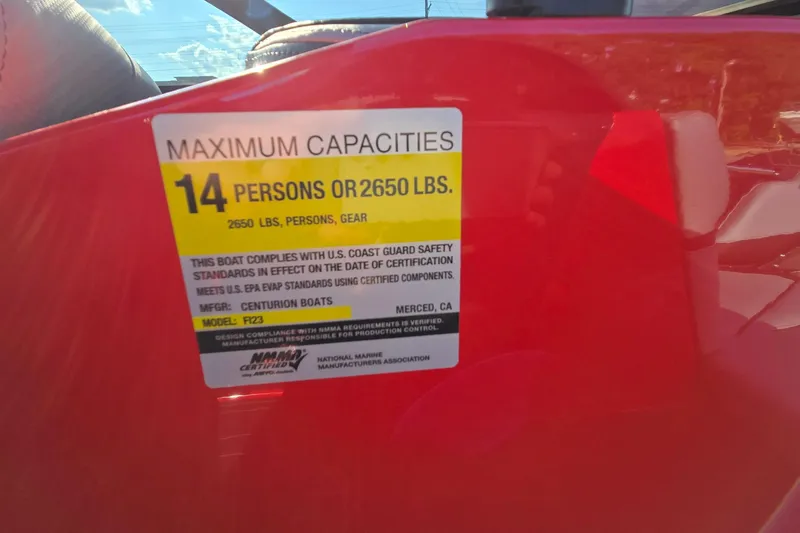 MAXIMUM CAPACITIES
14 PERSONS OR 2650 LBS.
2650 LBS, PERSONS, GEAR
THIS BOAT COMPLIES WITH U.S. COAST GUARD SAFETY
STANDARDS IN EFFECT ON THE DATE OF CERTIFICATION
MEETS U.S. EPA EVAP STANDARDS USING CERTIFIED COMPONENTS.
MFGR: CENTURION BOATS MERCED, CA
MODEL: FI23
DESIGN COMPLIANCE WITH NMMA REQUIREMENTS IS VERIFIED.
MANUFACTURER RESPONSIBLE FOR PRODUCTION CONTROL.
NMMA
CERTIFIED
NATIONAL MARINE
MANUFACTURERS ASSOCIATION